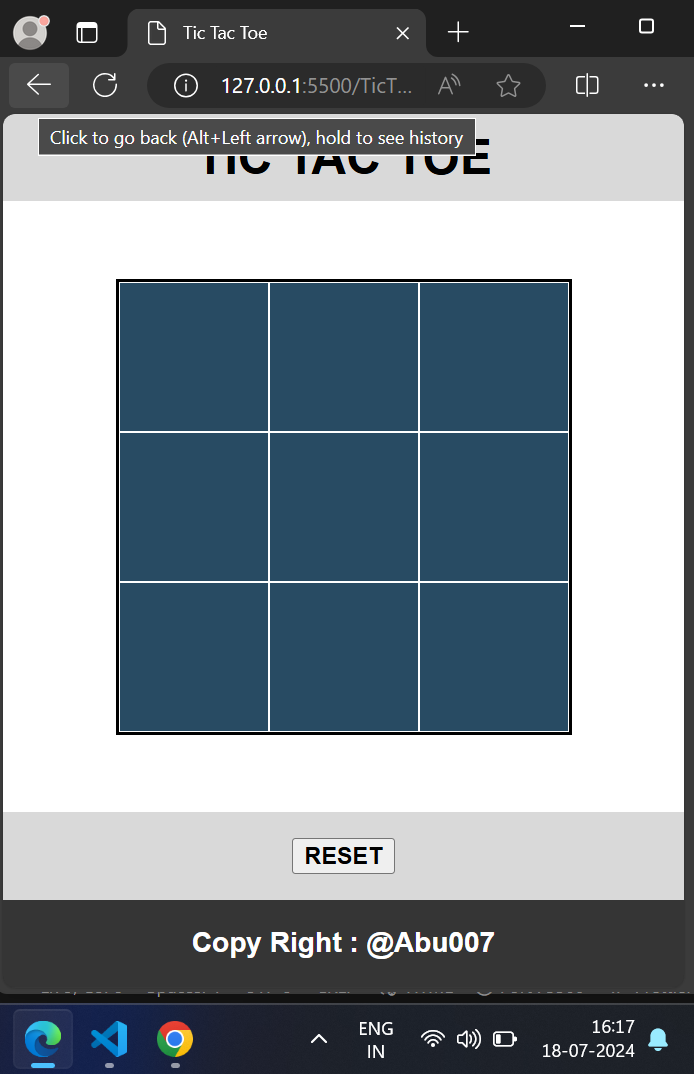 Tic Tac Toe
127.0.0.1:5500/TicT...
Click to go back (Alt+Left arrow), hold to see history
TIC TAC TOE
RESET
Copy Right : @Abu007
ENG
IN
16:17
18-07-2024